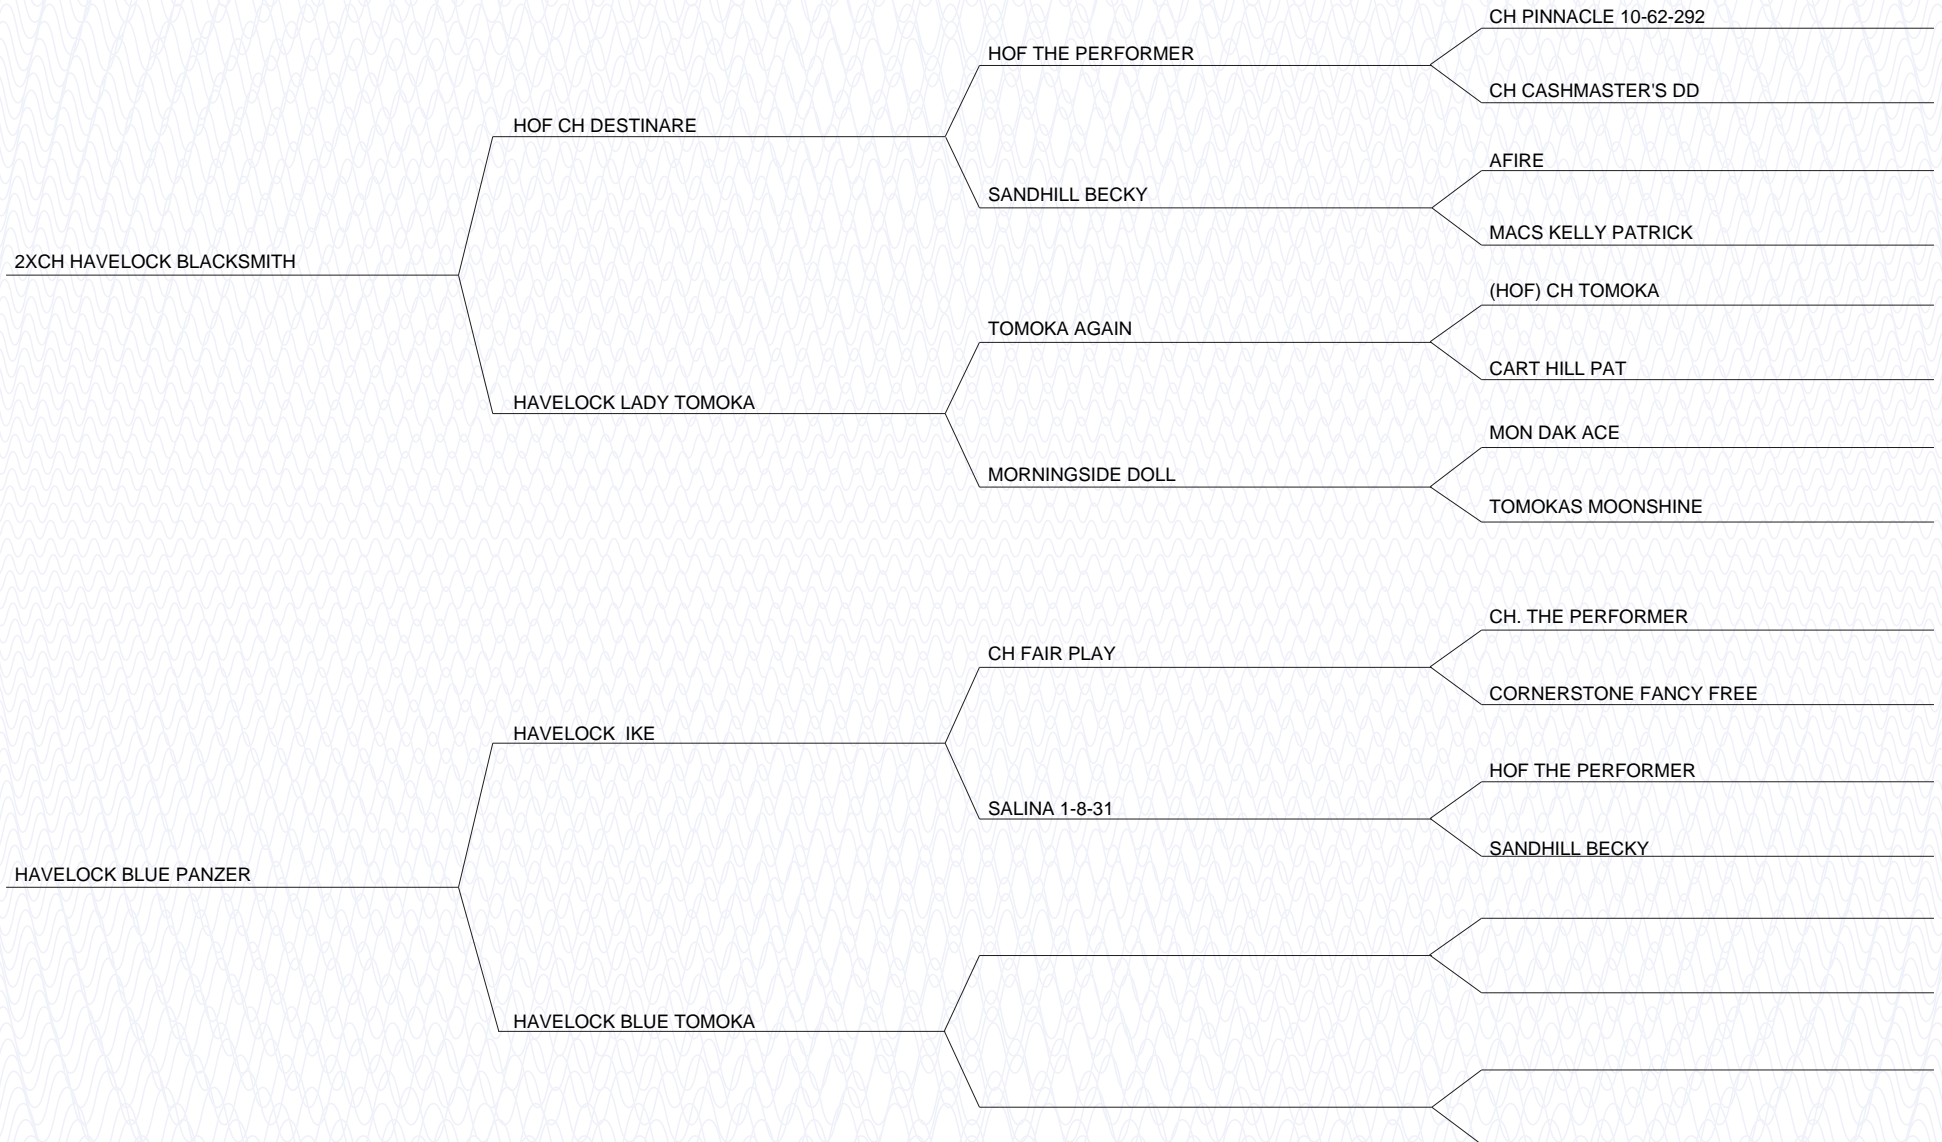 CH PINNACLE 10-62-292
HOF THE PERFORMER
CH CASHMASTER'S DD
HOF CH DESTINARE
AFIRE
SANDHILL BECKY
MACS KELLY PATRICK
2XCH HAVELOCK BLACKSMITH
(HOF) CH TOMOKA
TOMOKA AGAIN
CART HILL PAT
HAVELOCK LADY TOMOKA
MON DAK ACE
MORNINGSIDE DOLL
TOMOKAS MOONSHINE
CH. THE PERFORMER
CH FAIR PLAY
CORNERSTONE FANCY FREE
HAVELOCK  IKE
HOF THE PERFORMER
SALINA 1-8-31
SANDHILL BECKY
HAVELOCK BLUE PANZER
HAVELOCK BLUE TOMOKA